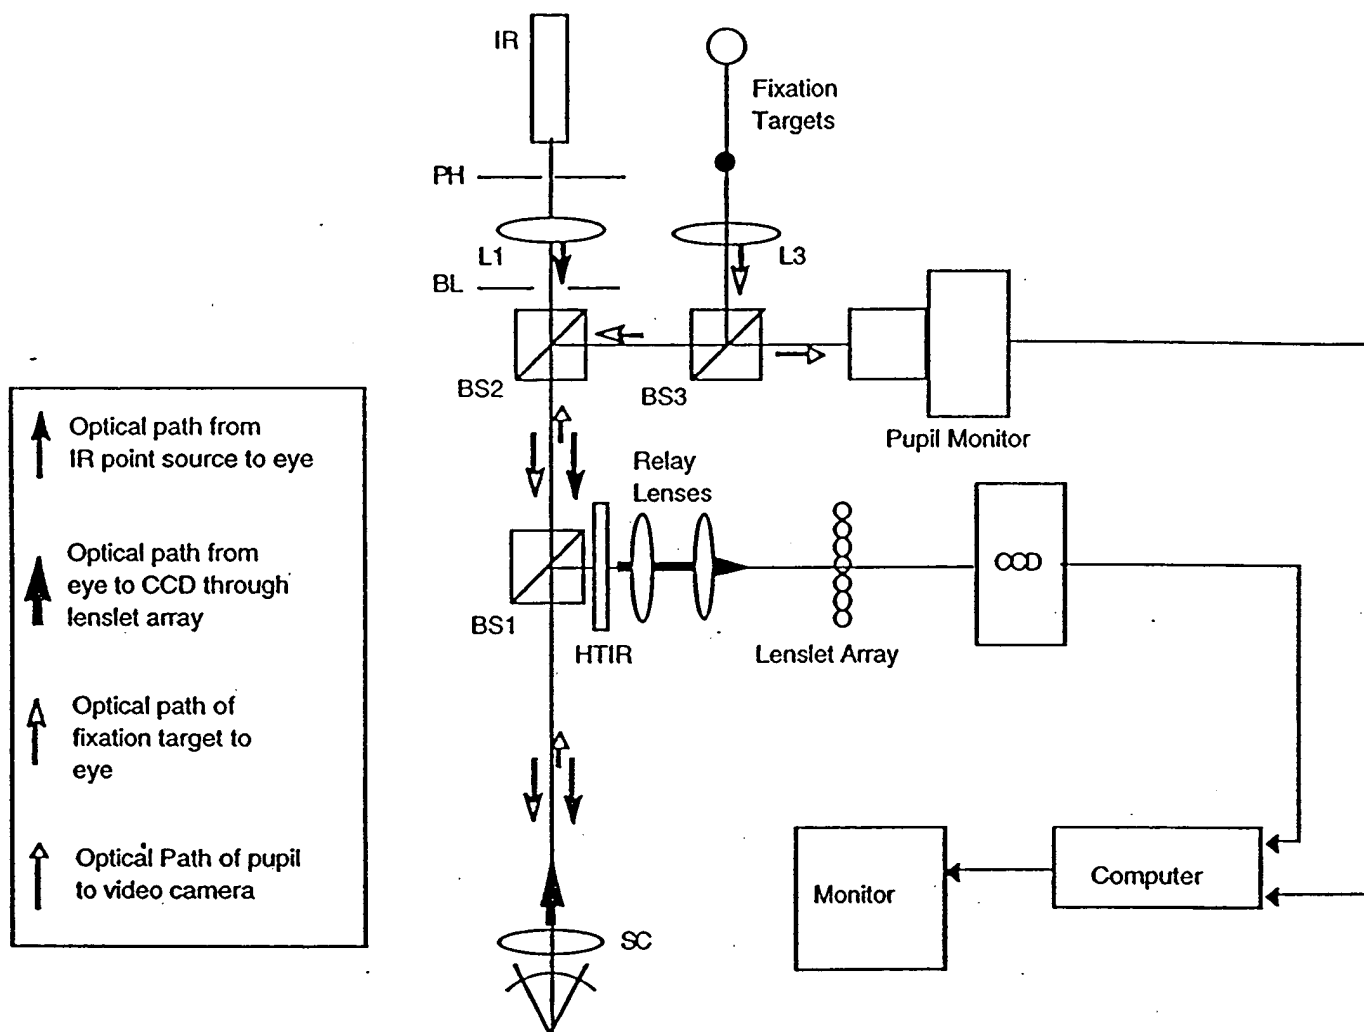 IR
Fixation
Targets
PH
L1
L3
BL
BS2
BS3
Pupil Monitor
Optical path from
IR point source to eye
Optical path from
eye to CCD through
lenslet array
Optical path of
fixation target to
eye
Optical Path of pupil
to video camera
Relay
Lenses
CCD
BS1
HTIR
Lenslet Array
Monitor
Computer
SC